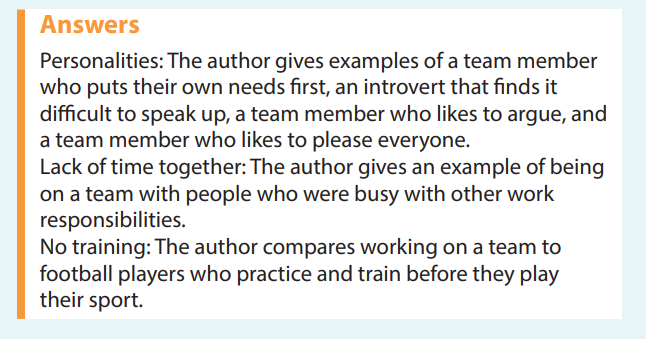 Answers
Personalities: The author gives examples of a team member
who puts their own needs first, an introvert that finds it
difficult to speak up, a team member who likes to argue, and
a team member who likes to please everyone.
Lack of time together: The author gives an example of being
on a team with people who were busy with other work
responsibilities.
No training: The author compares working on a team to
football players who practice and train before they play
their sport.